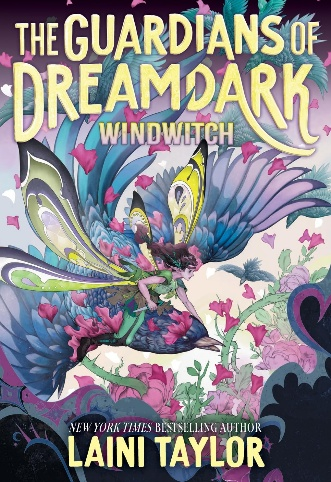 THE GUARDIANS OF
DREAMDARK
WINDWITCH
NEW YORK TIMES BESTSELLING AUTHOR
LAINI TAYLOR